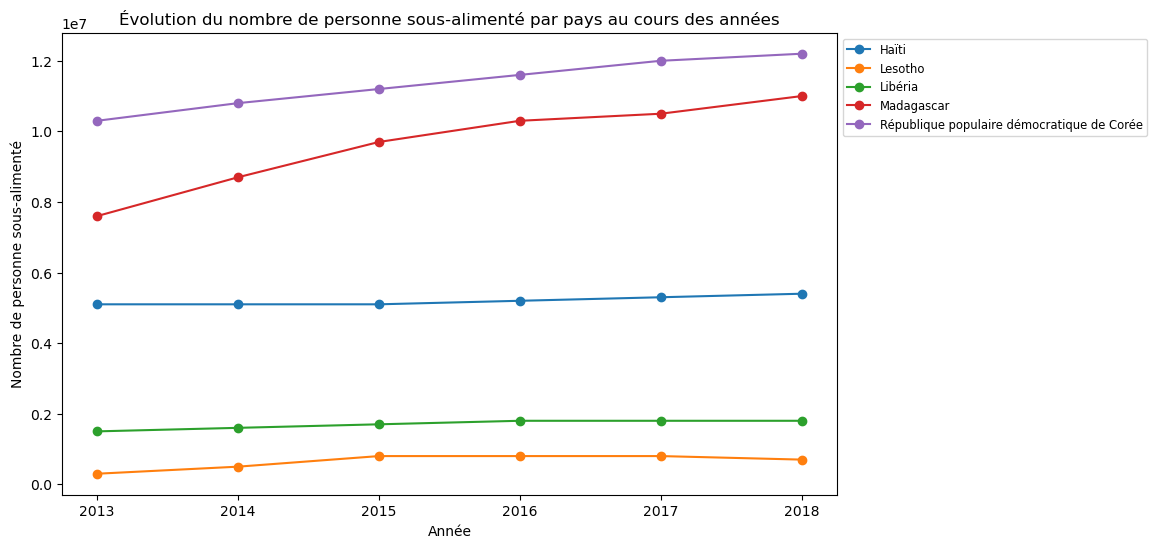 Évolution du nombre de personne sous-alimenté par pays au cours des années
1e7
1.2
1.0
0.8
0.6
0.4
0.2
0.0
Nombre de personne sous-alimenté
2013 2014 2015 2016 2017 2018
Année
Haïti
Lesotho
Libéria
Madagascar
République populaire démocratique de Corée